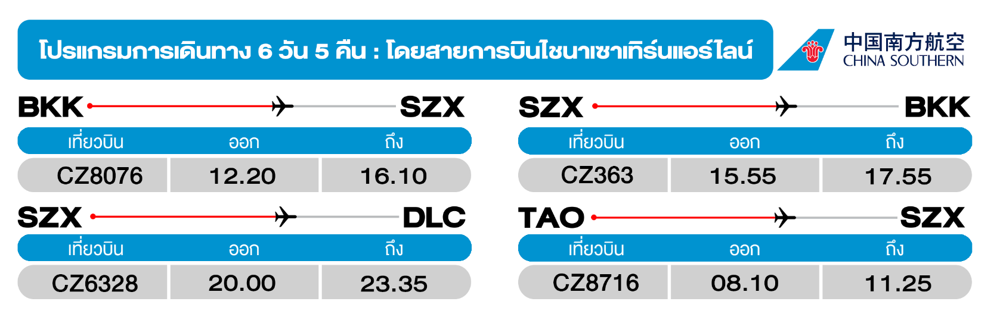 โปรแกรมการเดินทาง 6 วัน 5 คืน : โดยสายการบินไชนาเซาเทิร์นแอร์ไลน์
中国南方航空
CHINA SOUTHERN
BKK SZX
เที่ยวบิน ออก ถึง
CZ8076 12.20 16.10
SZX DLC
เที่ยวบิน ออก ถึง
CZ6328 20.00 23.35
SZX BKK
เที่ยวบิน ออก ถึง
CZ363 15.55 17.55
TAO SZX
เที่ยวบิน ออก ถึง
CZ8716 08.10 11.25